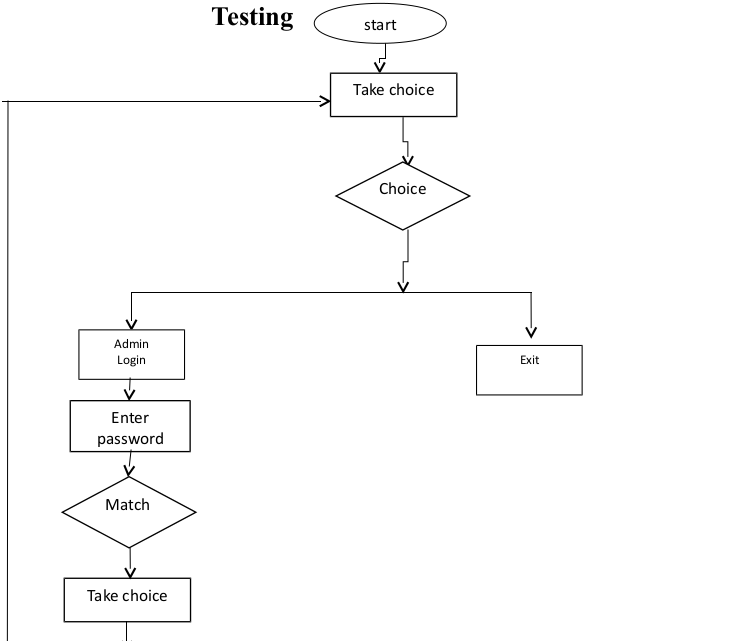 Testing
start
Take choice
Choice
Admin
Login
Exit
Enter
password
Match
Take choice